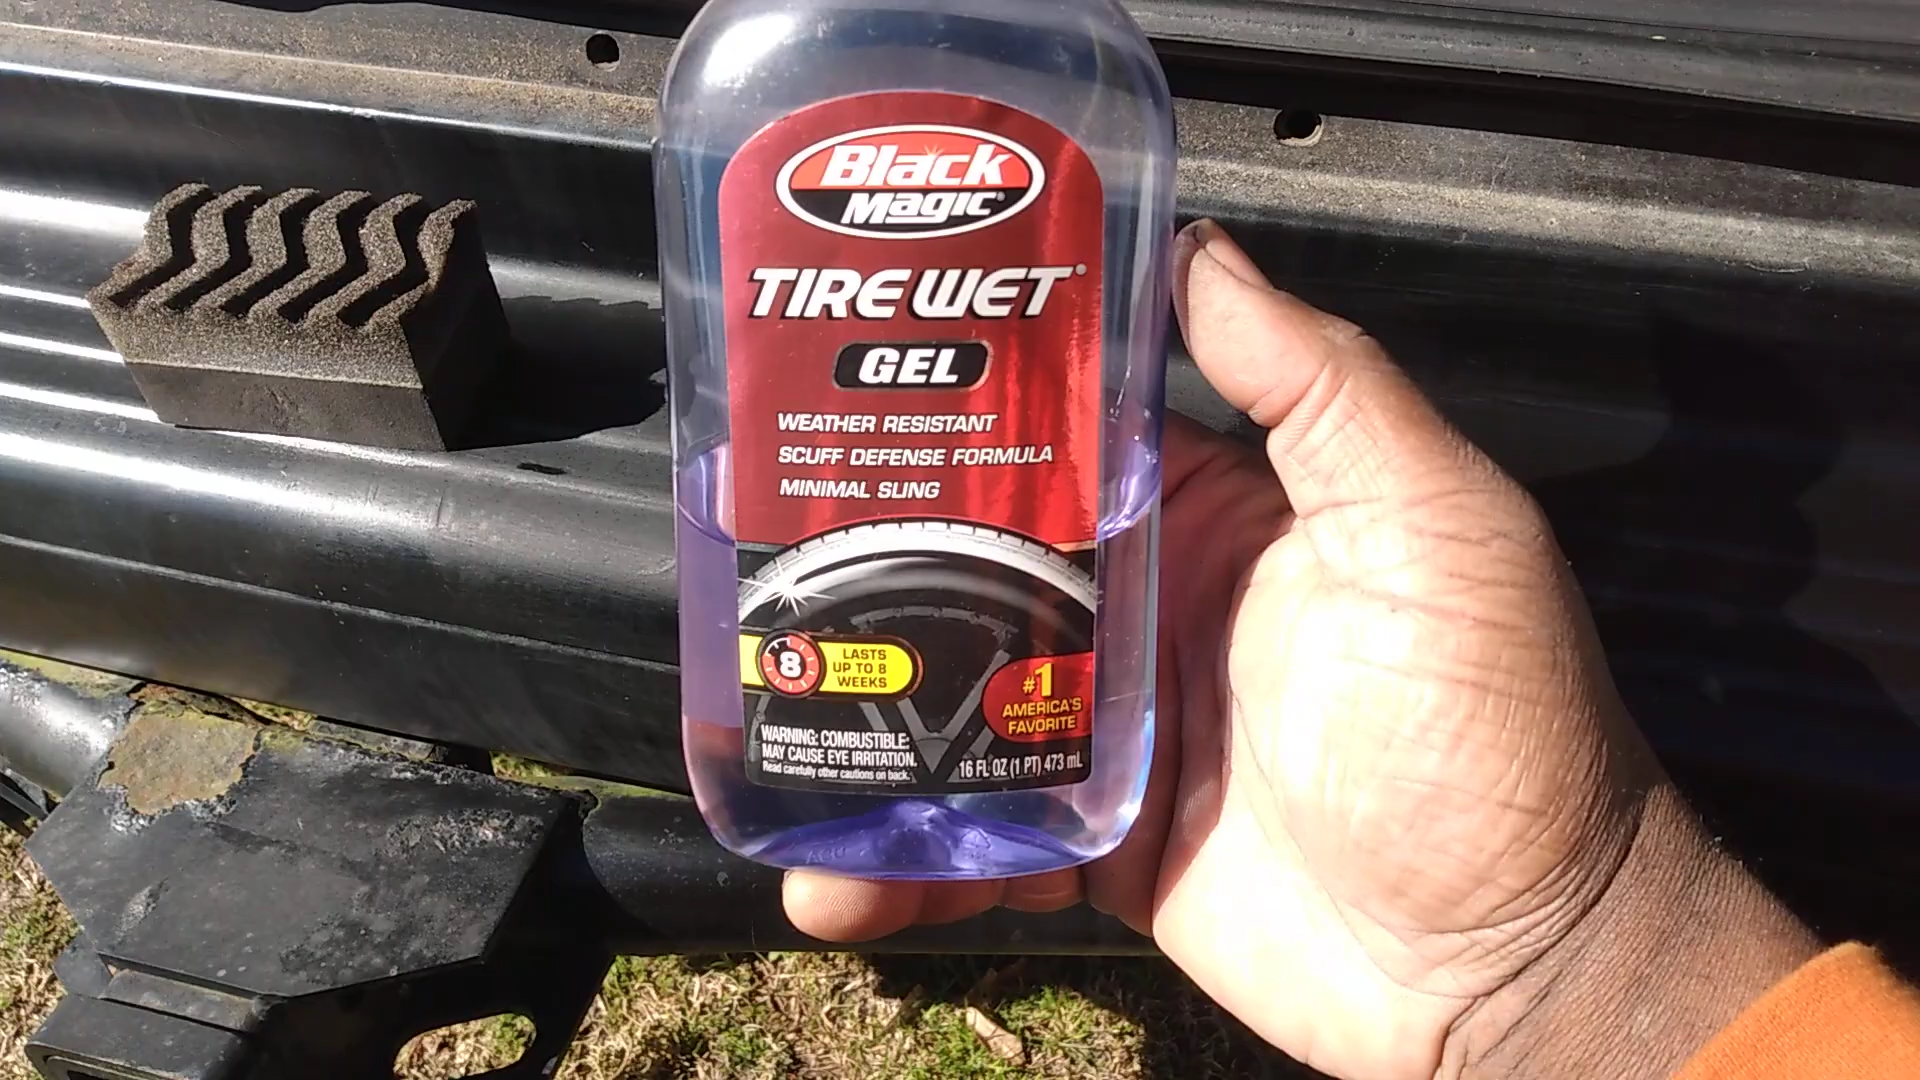 Black
Magic®
TIRE WET®
GEL
WEATHER RESISTANT
SCUFF DEFENSE FORMULA
MINIMAL SLING
8
LASTS
UP TO 8
WEEKS
#1
AMERICA'S
FAVORITE
WARNING: COMBUSTIBLE:
MAY CAUSE EYE IRRITATION.
Read carefully other cautions on back.
16 FL OZ (1 PT) 473 mL